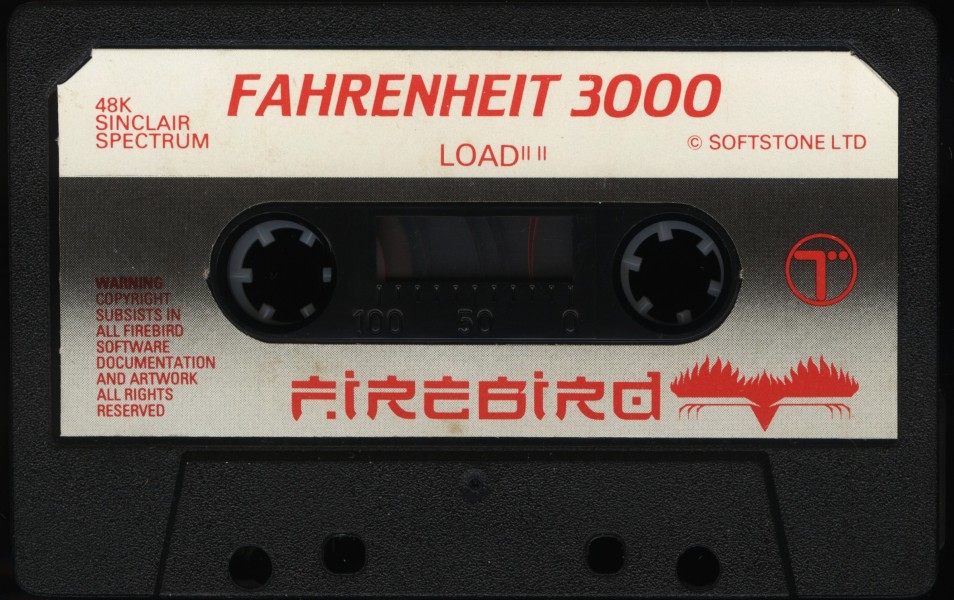 FAHRENHEIT 3000
48K
SINCLAIR
SPECTRUM
LOAD" "
© SOFTSTONE LTD
100 50 0
WARNING
COPYRIGHT
SUBSISTS IN
ALL FIREBIRD
SOFTWARE
DOCUMENTATION
AND ARTWORK
ALL RIGHTS
RESERVED
T
FIREBIRD